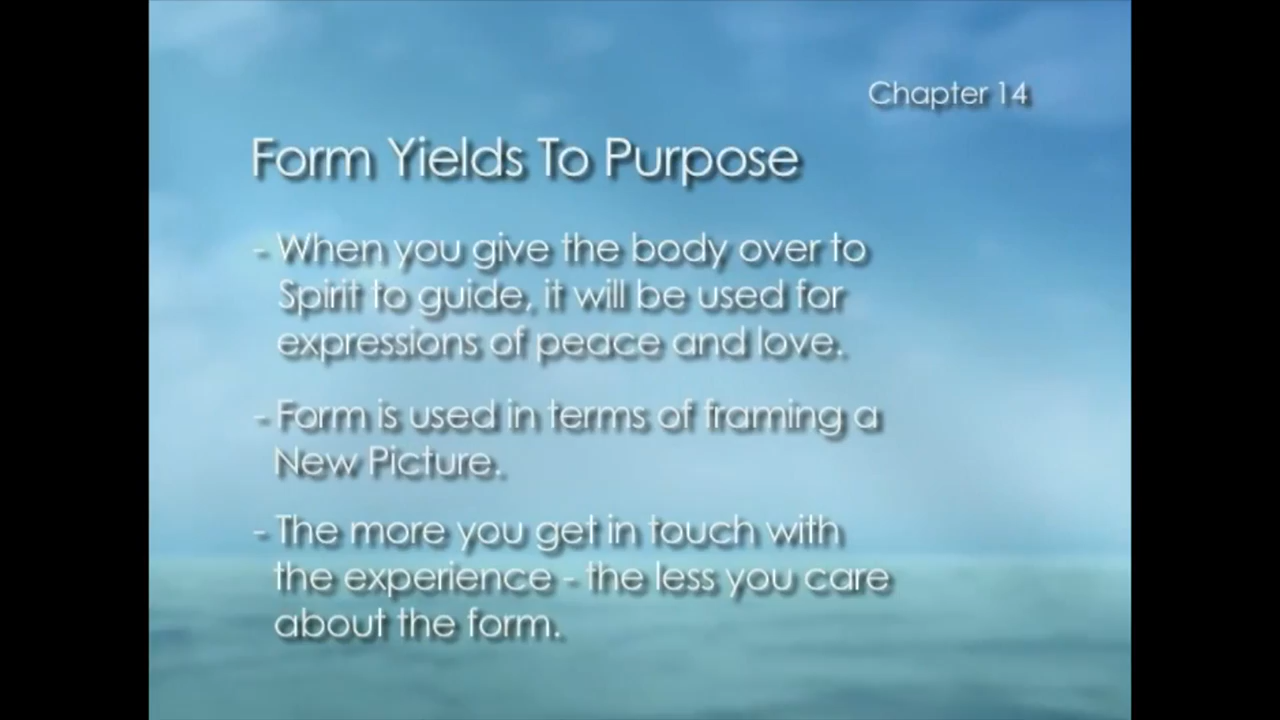 Chapter 14
Form Yields To Purpose
- When you give the body over to
Spirit to guide, it will be used for
expressions of peace and love.
- Form is used in terms of framing a
New Picture.
- The more you get in touch with
the experience - the less you care
about the form.